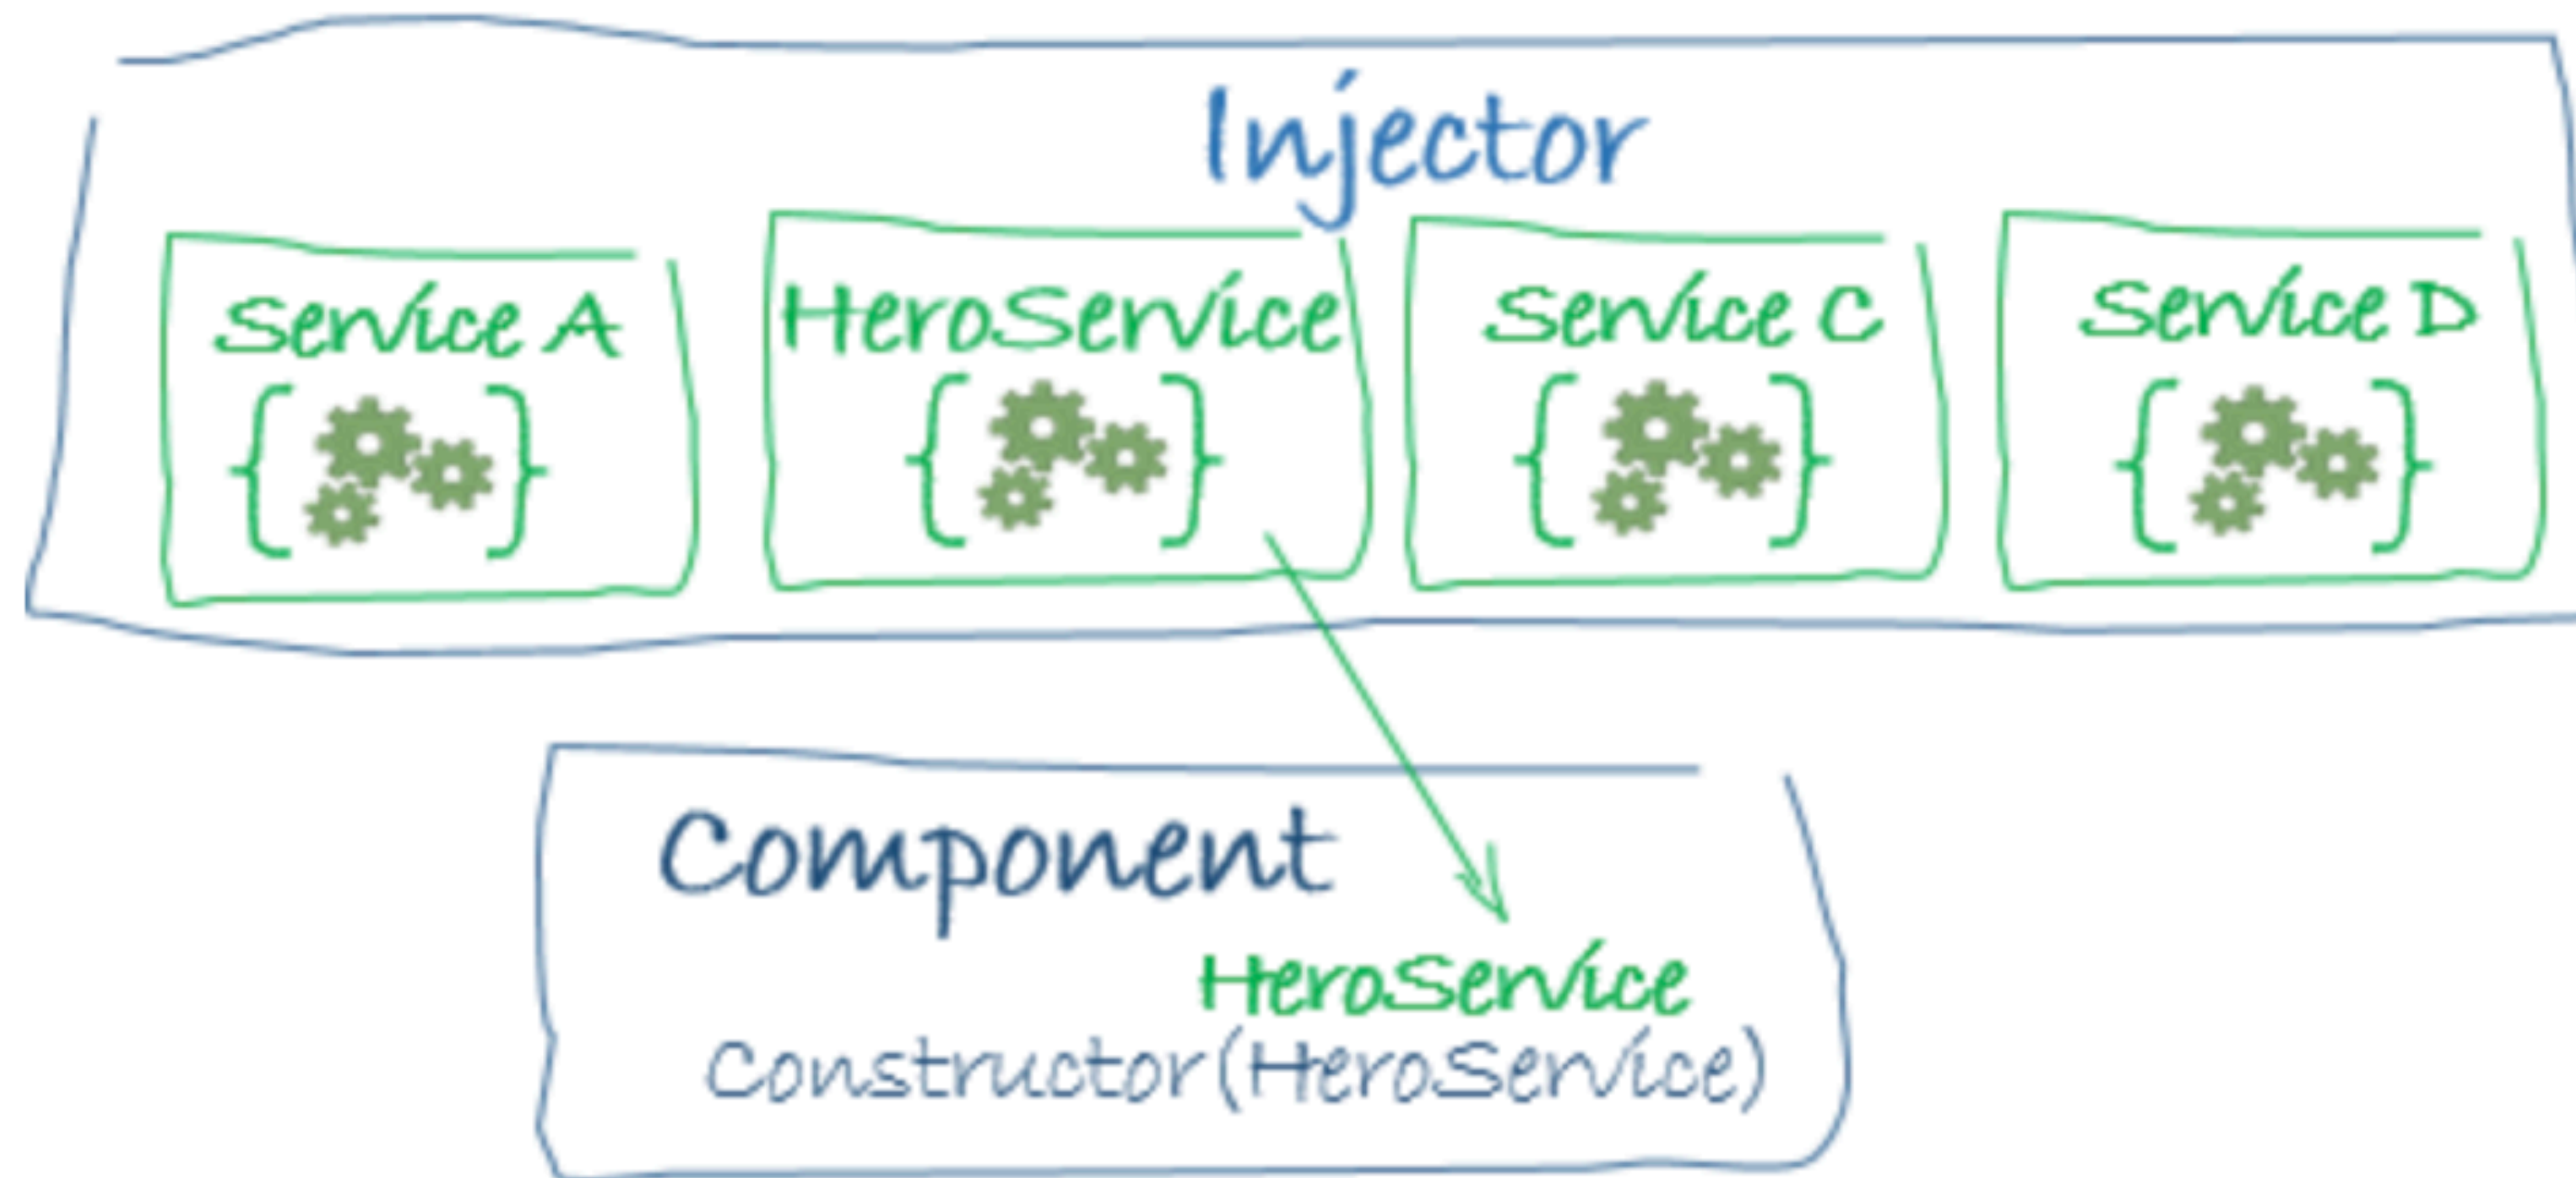 Injector
Service A
HeroService
Service C
Service D
{ }
{ }
{ }
{ }
Component
HeroService
Constructor(HeroService)